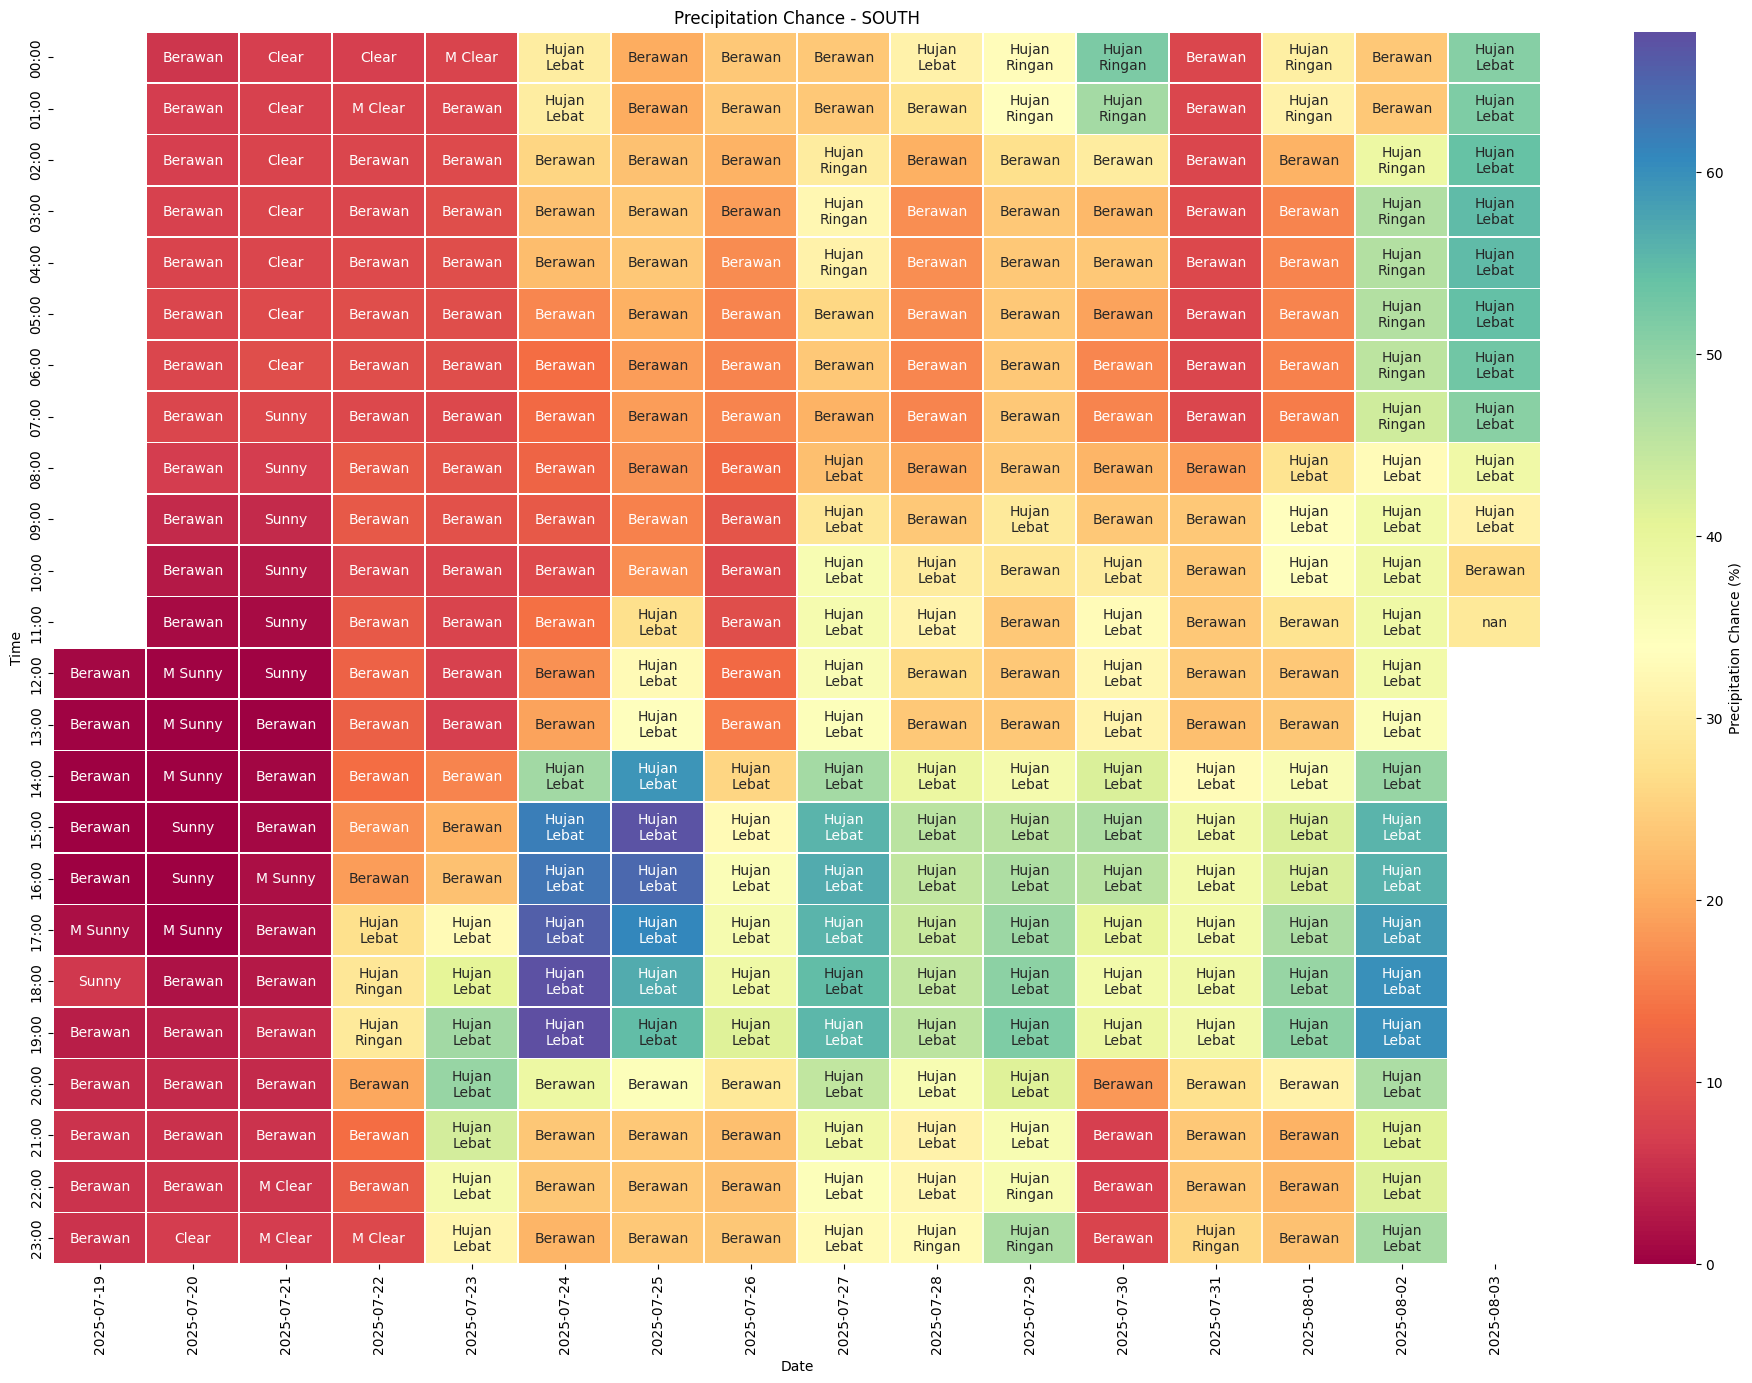 Precipitation Chance - SOUTH
00:00 Berawan Clear Clear M Clear Hujan Lebat Berawan Berawan Berawan Hujan Lebat Hujan Ringan Hujan Ringan Berawan Hujan Ringan Berawan Hujan Lebat
01:00 Berawan Clear M Clear Berawan Hujan Lebat Berawan Berawan Berawan Berawan Hujan Ringan Hujan Ringan Berawan Hujan Ringan Berawan Hujan Lebat
02:00 Berawan Clear Berawan Berawan Berawan Berawan Berawan Hujan Ringan Berawan Berawan Berawan Berawan Berawan Hujan Ringan Hujan Lebat
03:00 Berawan Clear Berawan Berawan Berawan Berawan Berawan Hujan Ringan Berawan Berawan Berawan Berawan Berawan Hujan Ringan Hujan Lebat
04:00 Berawan Clear Berawan Berawan Berawan Berawan Berawan Hujan Ringan Berawan Berawan Berawan Berawan Berawan Hujan Ringan Hujan Lebat
05:00 Berawan Clear Berawan Berawan Berawan Berawan Berawan Berawan Berawan Berawan Berawan Berawan Berawan Hujan Ringan Hujan Lebat
06:00 Berawan Clear Berawan Berawan Berawan Berawan Berawan Berawan Berawan Berawan Berawan Berawan Berawan Hujan Ringan Hujan Lebat
07:00 Berawan Sunny Berawan Berawan Berawan Berawan Berawan Berawan Berawan Berawan Berawan Berawan Berawan Hujan Ringan Hujan Lebat
08:00 Berawan Sunny Berawan Berawan Berawan Berawan Berawan Hujan Lebat Berawan Berawan Berawan Berawan Hujan Lebat Hujan Lebat Hujan Lebat
09:00 Berawan Sunny Berawan Berawan Berawan Berawan Berawan Hujan Lebat Berawan Hujan Lebat Berawan Berawan Hujan Lebat Hujan Lebat Hujan Lebat
10:00 Berawan Sunny Berawan Berawan Berawan Berawan Berawan Hujan Lebat Hujan Lebat Berawan Hujan Lebat Berawan Hujan Lebat Hujan Lebat Berawan
11:00 Berawan Sunny Berawan Berawan Berawan Hujan Lebat Berawan Hujan Lebat Hujan Lebat Berawan Hujan Lebat Berawan Berawan Hujan Lebat nan
12:00 Berawan M Sunny Sunny Berawan Berawan Berawan Hujan Lebat Berawan Hujan Lebat Berawan Berawan Hujan Lebat Berawan Berawan Hujan Lebat
13:00 Berawan M Sunny Berawan Berawan Berawan Berawan Hujan Lebat Berawan Hujan Lebat Berawan Berawan Hujan Lebat Berawan Berawan Hujan Lebat
14:00 Berawan M Sunny Berawan Berawan Berawan Hujan Lebat Hujan Lebat Hujan Lebat Hujan Lebat Hujan Lebat Hujan Lebat Hujan Lebat Hujan Lebat Hujan Lebat Hujan Lebat
15:00 Berawan Sunny Berawan Berawan Berawan Hujan Lebat Hujan Lebat Hujan Lebat Hujan Lebat Hujan Lebat Hujan Lebat Hujan Lebat Hujan Lebat Hujan Lebat Hujan Lebat
16:00 Berawan Sunny M Sunny Berawan Berawan Hujan Lebat Hujan Lebat Hujan Lebat Hujan Lebat Hujan Lebat Hujan Lebat Hujan Lebat Hujan Lebat Hujan Lebat Hujan Lebat
17:00 M Sunny M Sunny Berawan Hujan Lebat Hujan Lebat Hujan Lebat Hujan Lebat Hujan Lebat Hujan Lebat Hujan Lebat Hujan Lebat Hujan Lebat Hujan Lebat Hujan Lebat Hujan Lebat
18:00 Sunny Berawan Berawan Hujan Ringan Hujan Lebat Hujan Lebat Hujan Lebat Hujan Lebat Hujan Lebat Hujan Lebat Hujan Lebat Hujan Lebat Hujan Lebat Hujan Lebat Hujan Lebat
19:00 Berawan Berawan Berawan Hujan Ringan Hujan Lebat Hujan Lebat Hujan Lebat Hujan Lebat Hujan Lebat Hujan Lebat Hujan Lebat Hujan Lebat Hujan Lebat Hujan Lebat Hujan Lebat
20:00 Berawan Berawan Berawan Berawan Hujan Lebat Berawan Berawan Berawan Hujan Lebat Hujan Lebat Hujan Lebat Berawan Berawan Berawan Hujan Lebat
21:00 Berawan Berawan Berawan Berawan Hujan Lebat Berawan Berawan Berawan Hujan Lebat Hujan Lebat Hujan Lebat Berawan Berawan Berawan Hujan Lebat
22:00 Berawan Berawan M Clear Berawan Hujan Lebat Berawan Berawan Berawan Hujan Lebat Hujan Lebat Hujan Ringan Berawan Berawan Berawan Hujan Lebat
23:00 Berawan Clear M Clear M Clear Hujan Lebat Berawan Berawan Berawan Hujan Lebat Hujan Ringan Hujan Ringan Berawan Hujan Ringan Berawan Hujan Lebat
Time
2025-07-19 2025-07-20 2025-07-21 2025-07-22 2025-07-23 2025-07-24 2025-07-25 2025-07-26 2025-07-27 2025-07-28 2025-07-29 2025-07-30 2025-07-31 2025-08-01 2025-08-02 2025-08-03
Date
60
50
40
30
20
10
0
Precipitation Chance (%)